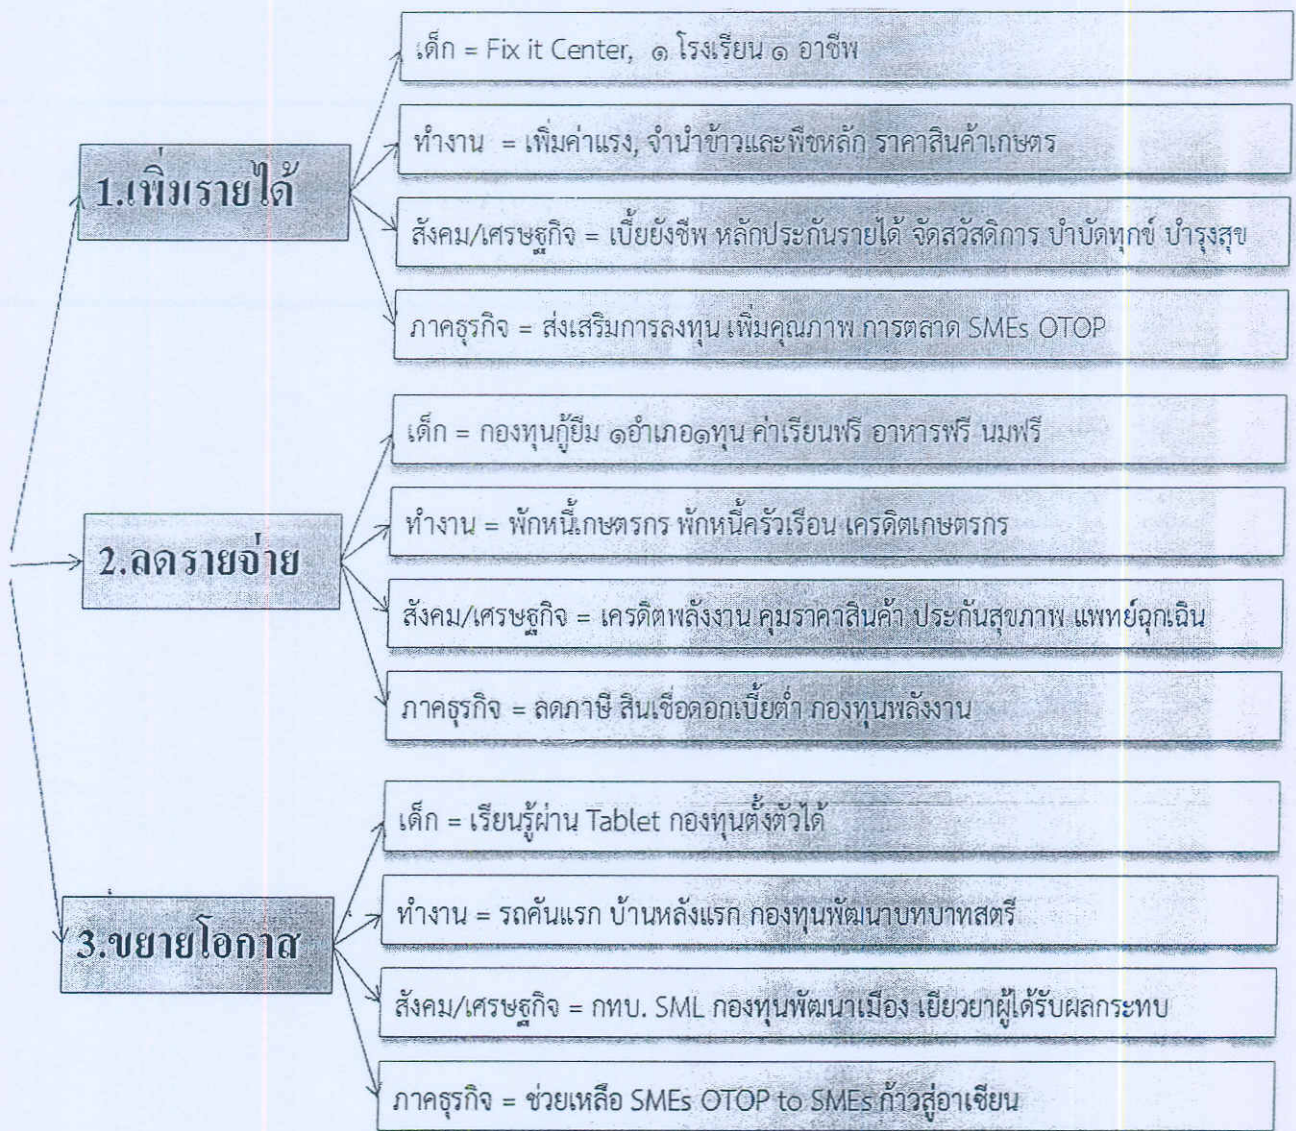 1.เพิ่มรายได้
เด็ก = Fix it Center, ๑ โรงเรียน ๑ อาชีพ
ทำงาน = เพิ่มค่าแรง, จำนำข้าวและพืชหลัก ราคาสินค้าเกษตร
สังคม/เศรษฐกิจ = เบี้ยยังชีพ หลักประกันรายได้ จัดสวัสดิการ บำบัดทุกข์ บำรุงสุข
ภาคธุรกิจ = ส่งเสริมการลงทุน เพิ่มคุณภาพ การตลาด SMEs OTOP
2.ลดรายจ่าย
เด็ก = กองทุนกู้ยืม ๑อำเภอ๑ทุน ค่าเรียนฟรี อาหารฟรี นมฟรี
ทำงาน = พักหนี้เกษตรกร พักหนี้ครัวเรือน เครดิตเกษตรกร
สังคม/เศรษฐกิจ = เครดิตพลังงาน คุมราคาสินค้า ประกันสุขภาพ แพทย์ฉุกเฉิน
ภาคธุรกิจ = ลดภาษี สินเชื่อดอกเบี้ยต่ำ กองทุนพลังงาน
3.ขยายโอกาส
เด็ก = เรียนรู้ผ่าน Tablet กองทุนตั้งตัวได้
ทำงาน = รถคันแรก บ้านหลังแรก กองทุนพัฒนาบทบาทสตรี
สังคม/เศรษฐกิจ = กทบ. SML กองทุนพัฒนาเมือง เยียวยาผู้ได้รับผลกระทบ
ภาคธุรกิจ = ช่วยเหลือ SMEs OTOP to SMEs ก้าวสู่อาเซียน